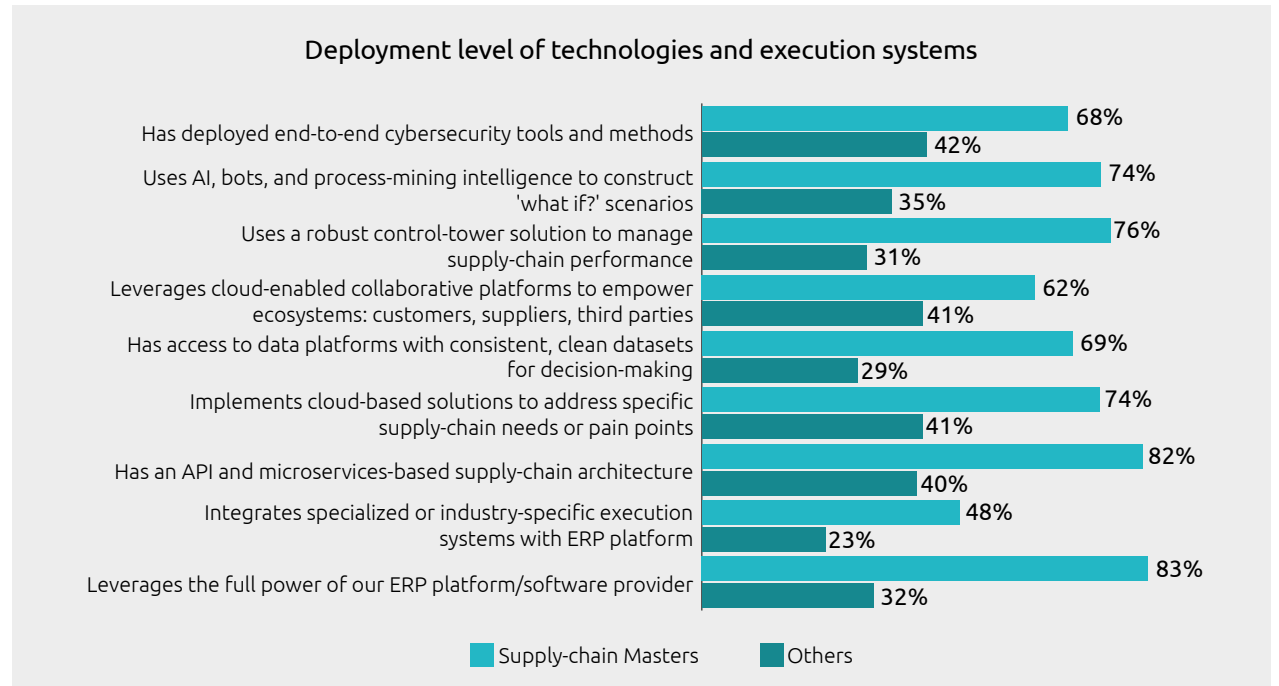 Deployment level of technologies and execution systems
Has deployed end-to-end cybersecurity tools and methods
68%
42%
Uses AI, bots, and process-mining intelligence to construct
'what if?' scenarios
74%
35%
Uses a robust control-tower solution to manage
supply-chain performance
76%
31%
Leverages cloud-enabled collaborative platforms to empower
ecosystems: customers, suppliers, third parties
62%
41%
Has access to data platforms with consistent, clean datasets
for decision-making
69%
29%
Implements cloud-based solutions to address specific
supply-chain needs or pain points
74%
41%
Has an API and microservices-based supply-chain architecture
82%
40%
Integrates specialized or industry-specific execution
systems with ERP platform
48%
23%
Leverages the full power of our ERP platform/software provider
83%
32%
Supply-chain Masters
Others